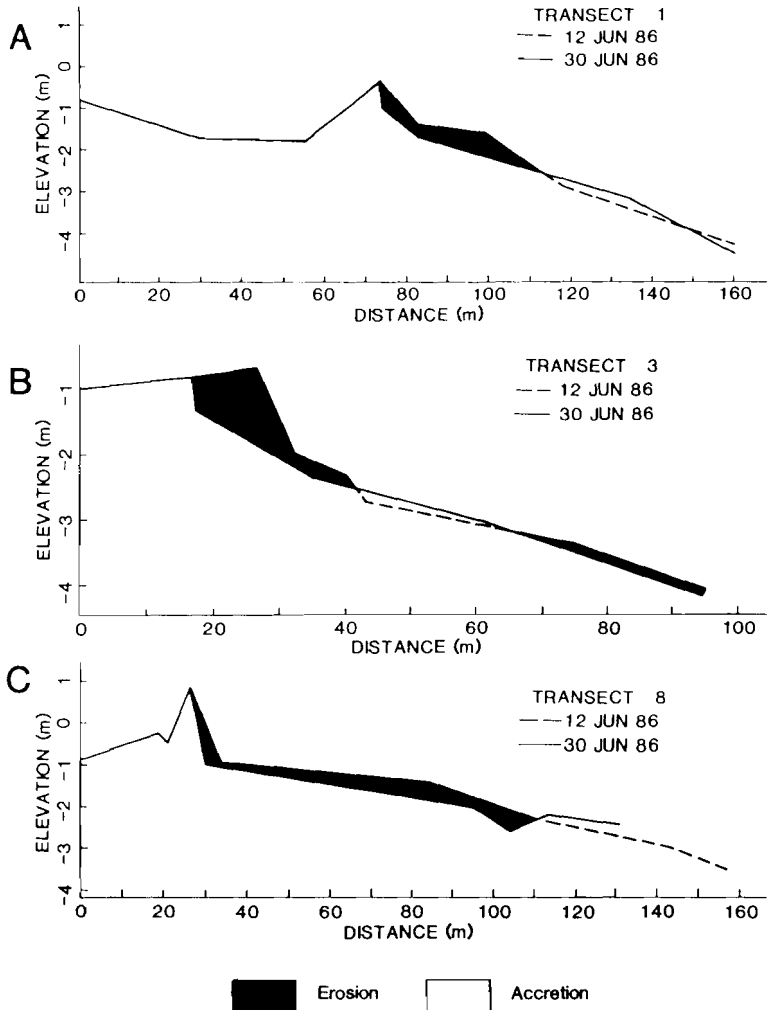 A
TRANSECT 1
12 JUN 86
30 JUN 86
ELEVATION (m)
1
0
-1
-2
-3
-4
0 20 40 60 80 100 120 140 160
DISTANCE (m)
B
TRANSECT 3
12 JUN 86
30 JUN 86
ELEVATION (m)
-1
-2
-3
-4
0 20 40 60 80 100
DISTANCE (m)
C
TRANSECT 8
12 JUN 86
30 JUN 86
ELEVATION (m)
1
0
-1
-2
-3
-4
0 20 40 60 80 100 120 140 160
DISTANCE (m)
Erosion Accretion